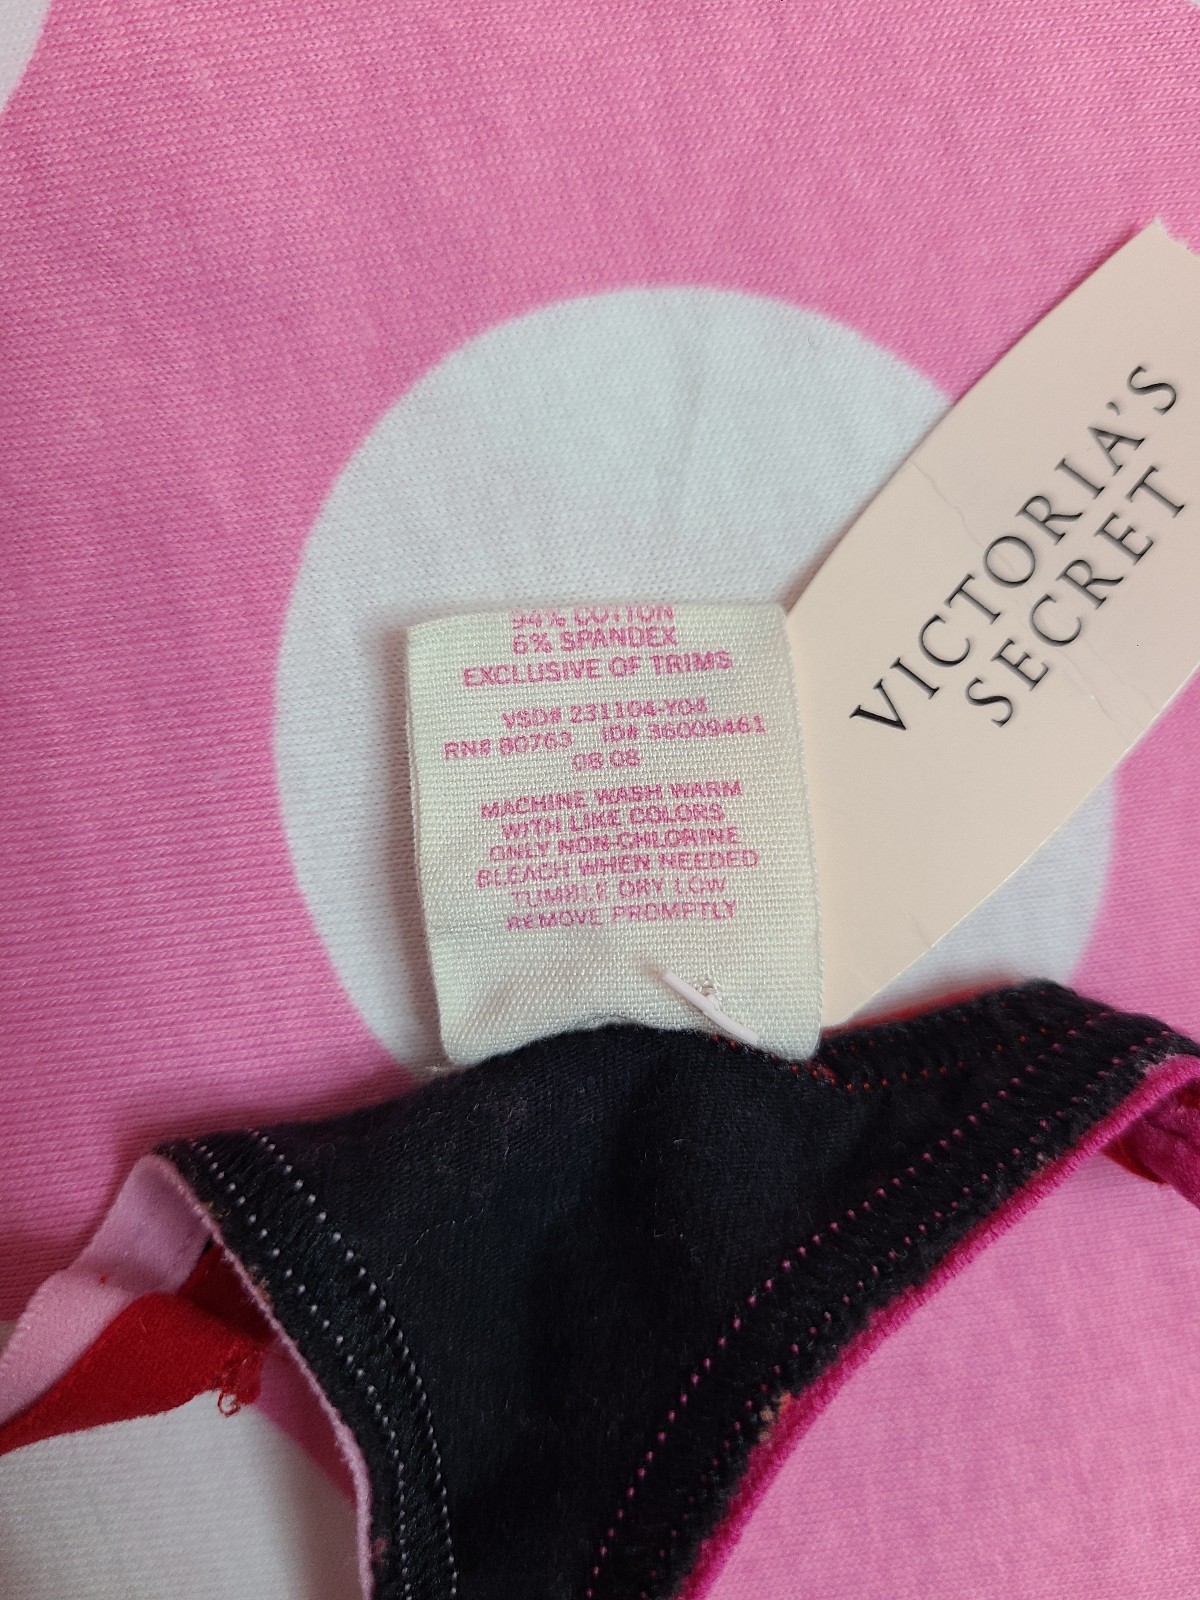 94% COTTON
6% SPANDEX
EXCLUSIVE OF TRIMS
VSD# 231104-Y04
RN# 80763 ID# 36009461
08 08
MACHINE WASH WARM
WITH LIKE COLORS
ONLY NON-CHLORINE
BLEACH WHEN NEEDED
TUMBLE DRY LOW
REMOVE PROMPTLY
VICTORIA'S
SECRET